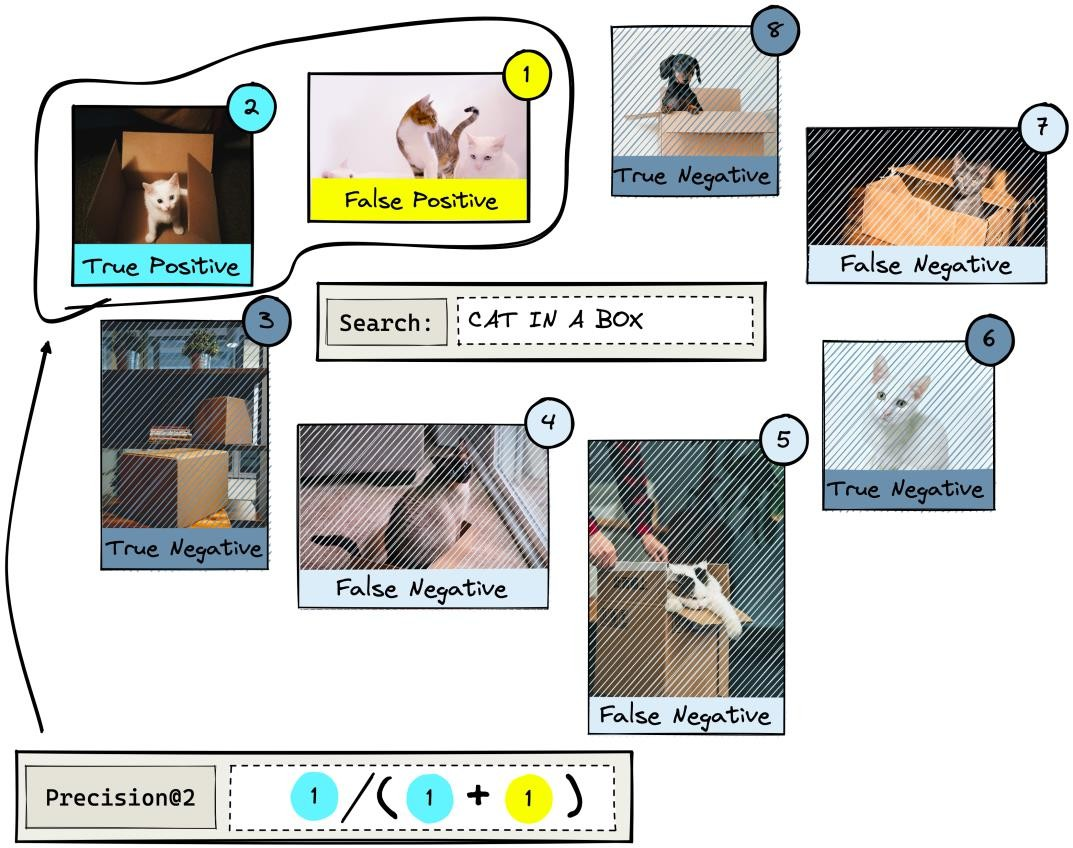 8
1
2
7
True Negative
False Positive
True Positive
False Negative
3
Search: CAT IN A BOX
6
4
5
True Negative
True Negative
False Negative
False Negative
Precision@2 1 / ( 1 + 1 )